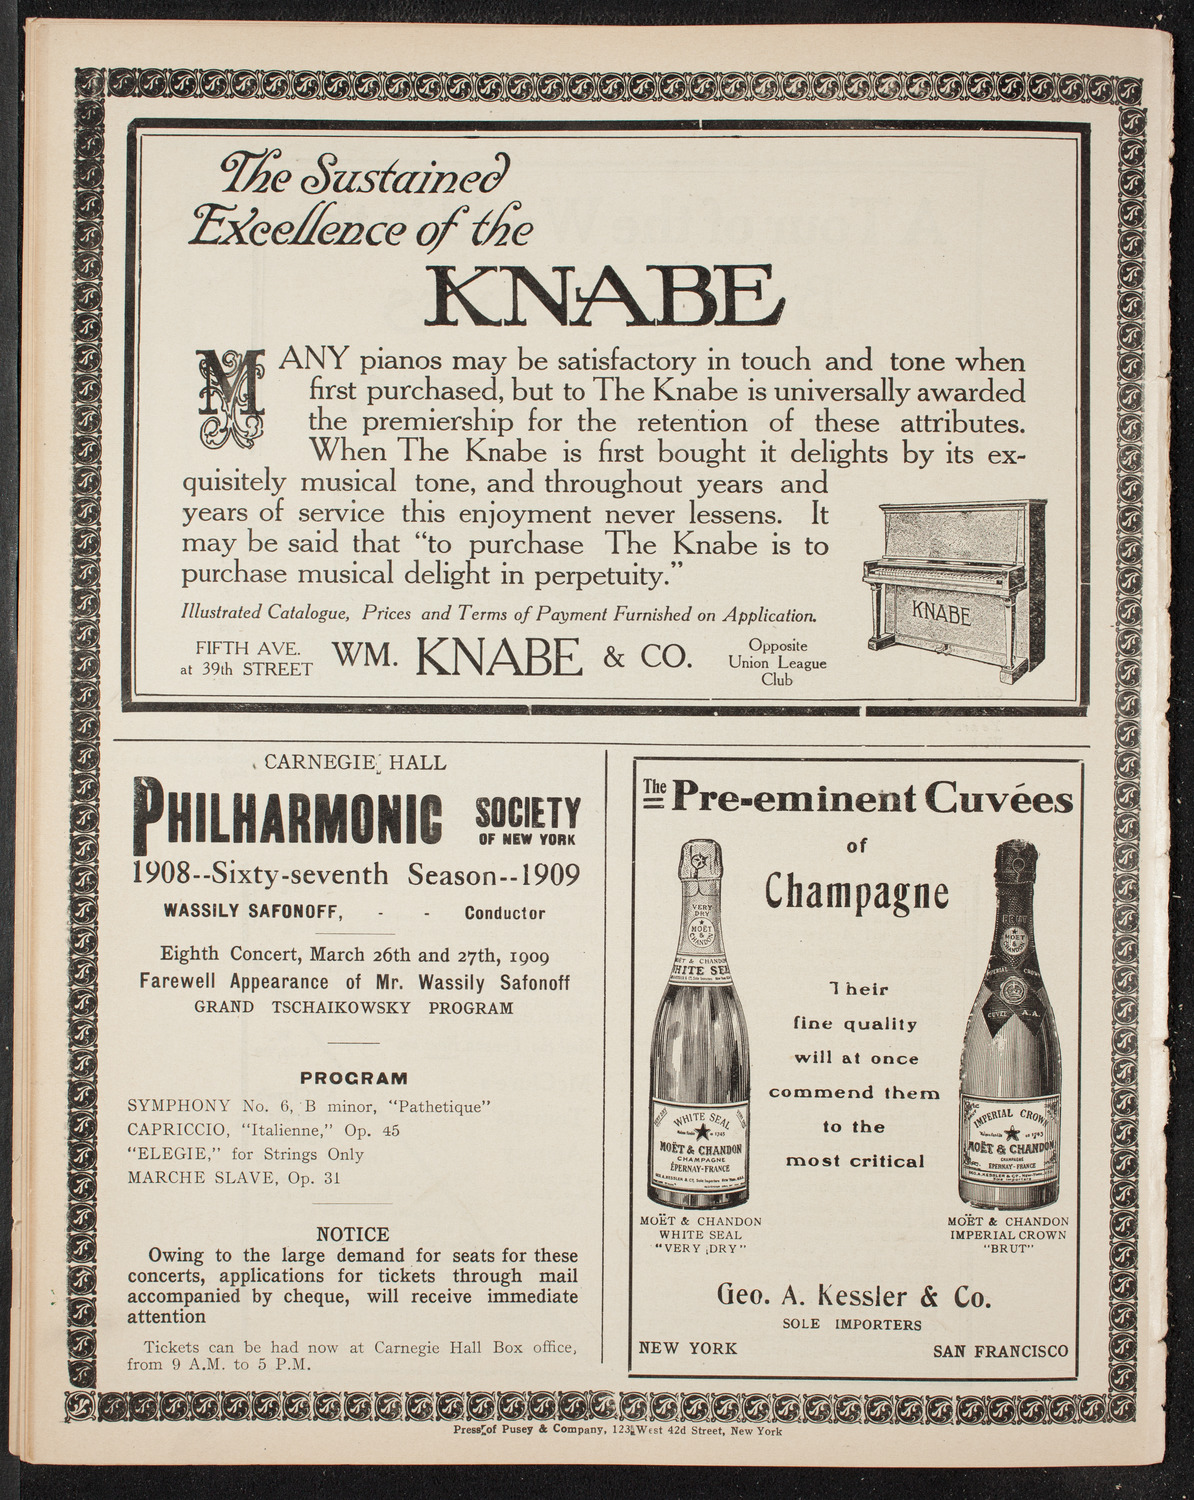 The Sustained
Excellence of the
KNABE
MANY pianos may be satisfactory in touch and tone when
first purchased, but to The Knabe is universally awarded
the premiership for the retention of these attributes.
When The Knabe is first bought it delights by its ex-
quisitely musical tone, and throughout years and
years of service this enjoyment never lessens. It
may be said that “to purchase The Knabe is to
purchase musical delight in perpetuity.”
Illustrated Catalogue, Prices and Terms of Payment Furnished on Application.
FIFTH AVE.
at 39th STREET
WM. KNABE & CO.
Opposite
Union League
Club
KNABE
CARNEGIE HALL
PHILHARMONIC SOCIETY
OF NEW YORK
1908--Sixty-seventh Season--1909
WASSILY SAFONOFF, - - Conductor
Eighth Concert, March 26th and 27th, 1909
Farewell Appearance of Mr. Wassily Safonoff
GRAND TSCHAIKOWSKY PROGRAM
PROGRAM
SYMPHONY No. 6, B minor, “Pathetique”
CAPRICCIO, “Italienne,” Op. 45
“ELEGIE,” for Strings Only
MARCHE SLAVE, Op. 31
NOTICE
Owing to the large demand for seats for these
concerts, applications for tickets through mail
accompanied by cheque, will receive immediate
attention
Tickets can be had now at Carnegie Hall Box office,
from 9 A.M. to 5 P.M.
The Pre-eminent Cuvées
of
Champagne
Their
fine quality
will at once
commend them
to the
most critical
VERY
DRY
MOËT
&
CHANDON
MOËT & CHANDON
WHITE SEAL
WHITE SEAL
MOËT & CHANDON
CHAMPAGNE
ÉPERNAY-FRANCE
MOËT & CHANDON
WHITE SEAL
“VERY DRY”
BRUT
MOËT
&
CHANDON
IMPERIAL CROWN
CUVÉE A.A.
IMPERIAL CROWN
MOËT & CHANDON
CHAMPAGNE
ÉPERNAY-FRANCE
MOËT & CHANDON
IMPERIAL CROWN
“BRUT”
Geo. A. Kessler & Co.
SOLE IMPORTERS
NEW YORK
SAN FRANCISCO
Press of Pusey & Company, 123 West 42d Street, New York